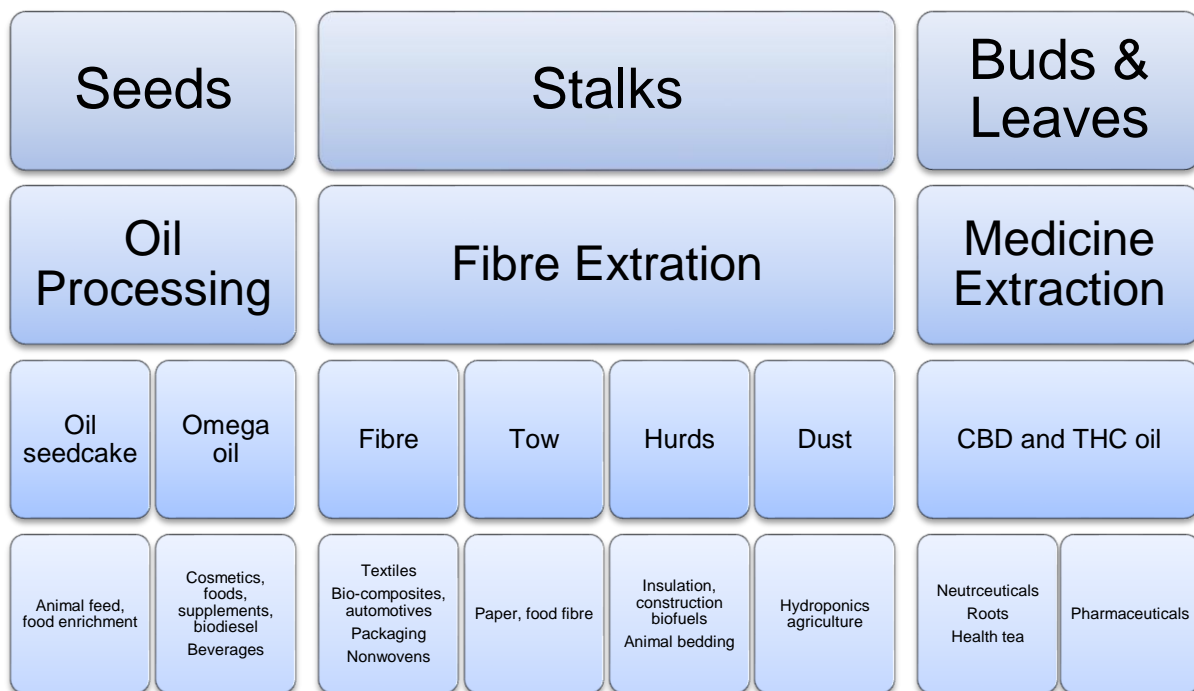 Seeds
Stalks
Buds &
Leaves
Oil
Processing
Fibre Extration
Medicine
Extraction
Oil
seedcake
Omega
oil
Fibre
Tow
Hurds
Dust
CBD and THC oil
Animal feed,
food enrichment
Cosmetics,
foods,
supplements,
biodiesel
Beverages
Textiles
Bio-composites,
automotives
Packaging
Nonwovens
Paper, food fibre
Insulation,
construction
biofuels
Animal bedding
Hydroponics
agriculture
Neutrceuticals
Roots
Health tea
Pharmaceuticals